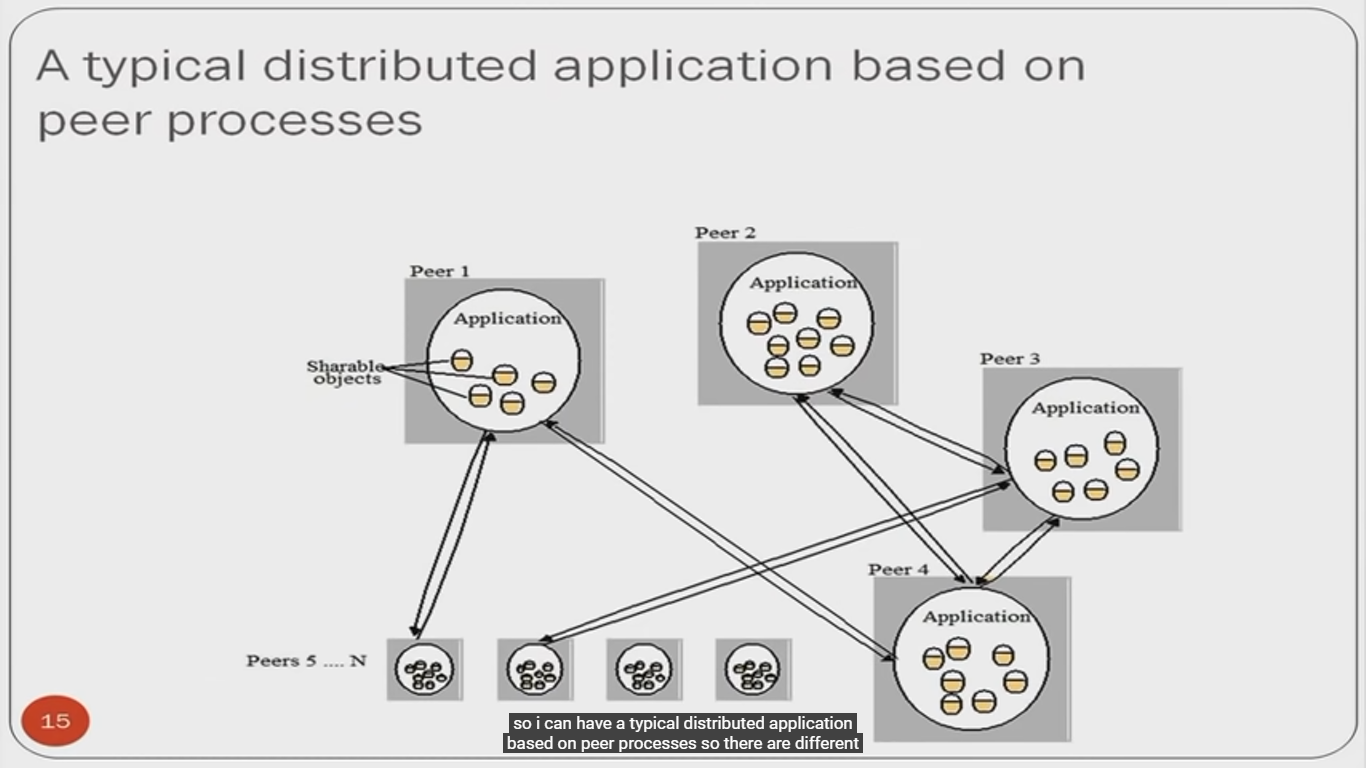 A typical distributed application based on
peer processes
Peer 2
Application
Peer 1
Application
Sharable
objects
Peer 3
Application
Peer 4
Application
Peers 5 .... N
15
so i can have a typical distributed application
based on peer processes so there are different